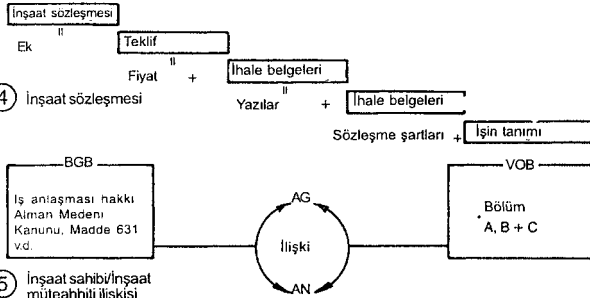 İnşaat sözleşmesi
Ek
Teklif
Fiyat +
İhale belgeleri
Yazılar +
İhale belgeleri
Sözleşme şartları +
İşin tanımı
4 İnşaat sözleşmesi
BGB
İş anlaşması hakkı
Alman Medeni
Kanunu, Madde 631
v.d.
AG
İlişki
AN
VOB
Bölüm
A, B + C
5 İnşaat sahibi/İnşaat
müteahhiti ilişkisi